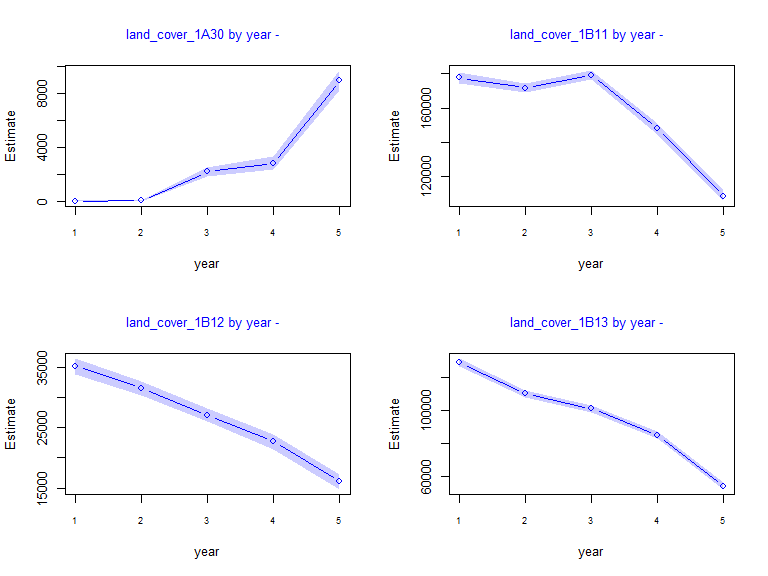 land_cover_1A30 by year -
Estimate
8000
4000
0
1 2 3 4 5
year
land_cover_1B11 by year -
Estimate
160000
120000
1 2 3 4 5
year
land_cover_1B12 by year -
Estimate
35000
25000
15000
1 2 3 4 5
year
land_cover_1B13 by year -
Estimate
100000
60000
1 2 3 4 5
year